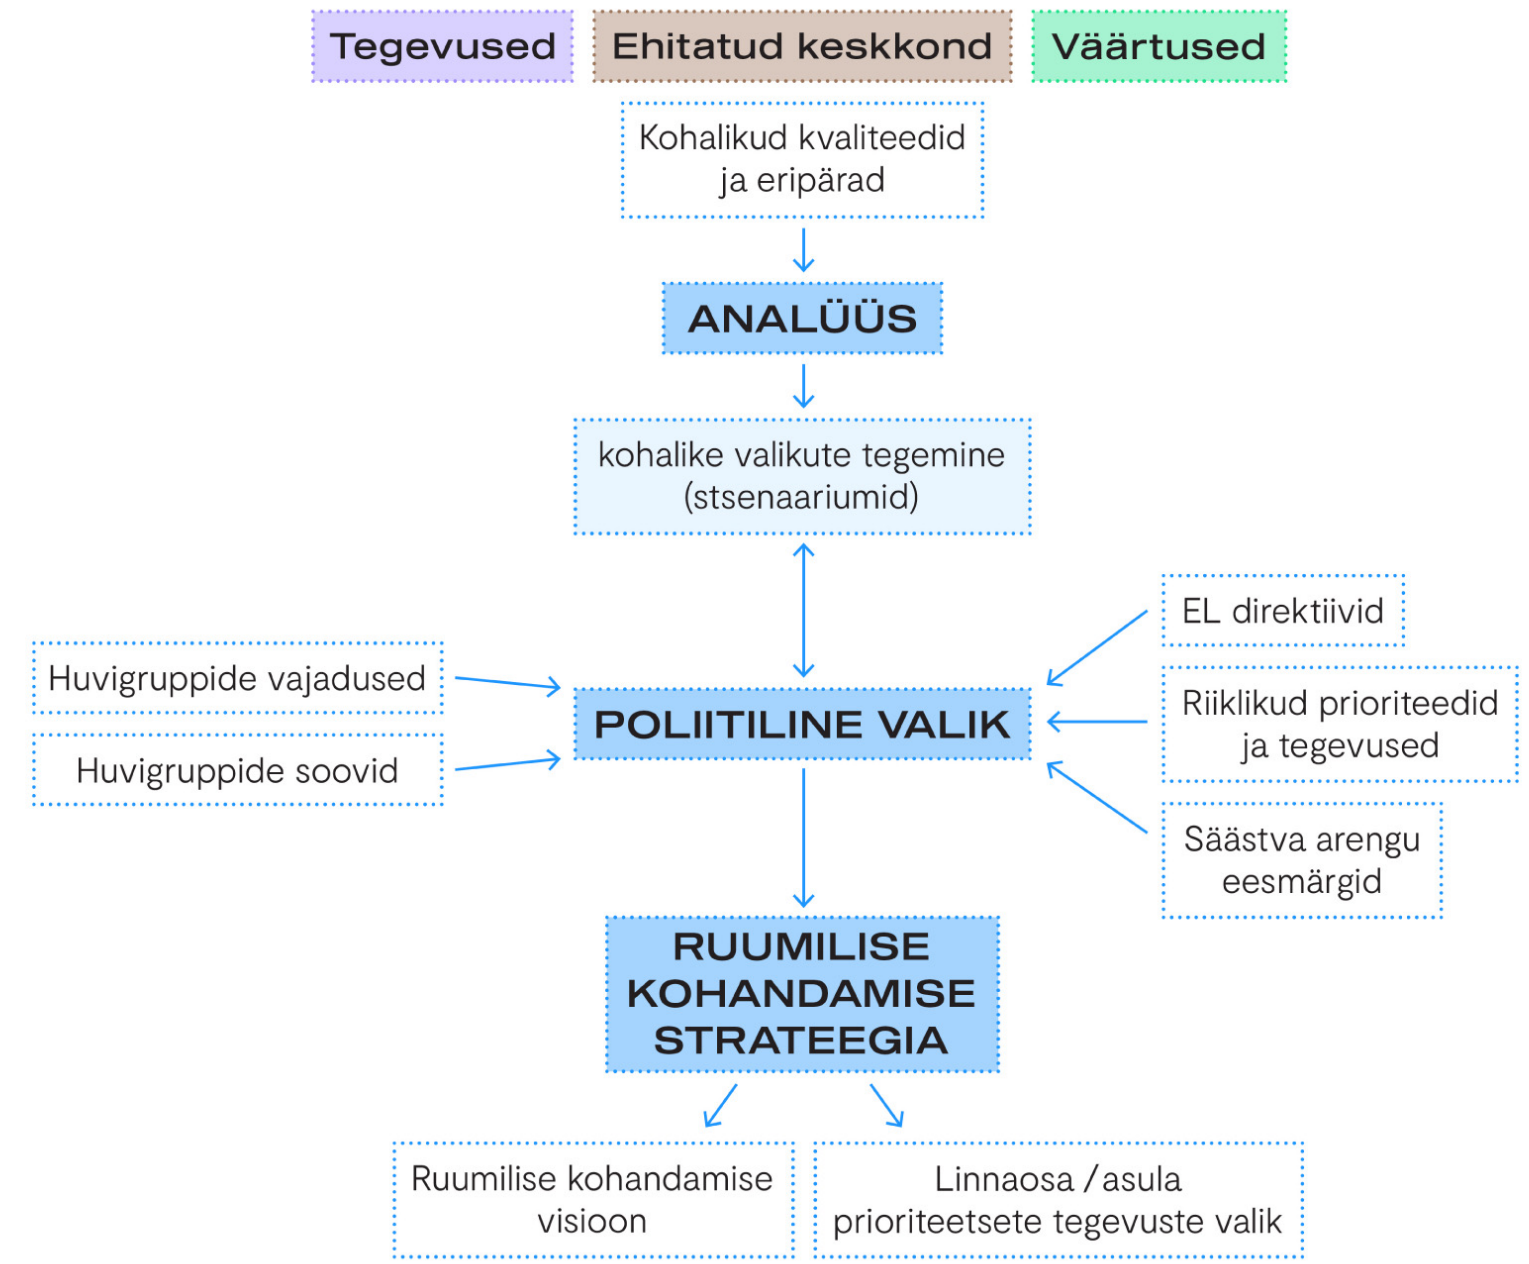 Tegevused
Ehitatud keskkond
Väärtused
Kohalikud kvaliteedid
ja eripärad
ANALÜÜS
kohalike valikute tegemine
(stsenaariumid)
Huvigruppide vajadused
Huvigruppide soovid
POLIITILINE VALIK
EL direktiivid
Riiklikud prioriteedid
ja tegevused
Säästva arengu
eesmärgid
RUUMILISE
KOHANDAMISE
STRATEEGIA
Ruumilise kohandamise
visioon
Linnaosa / asula
prioriteetsete tegevuste valik